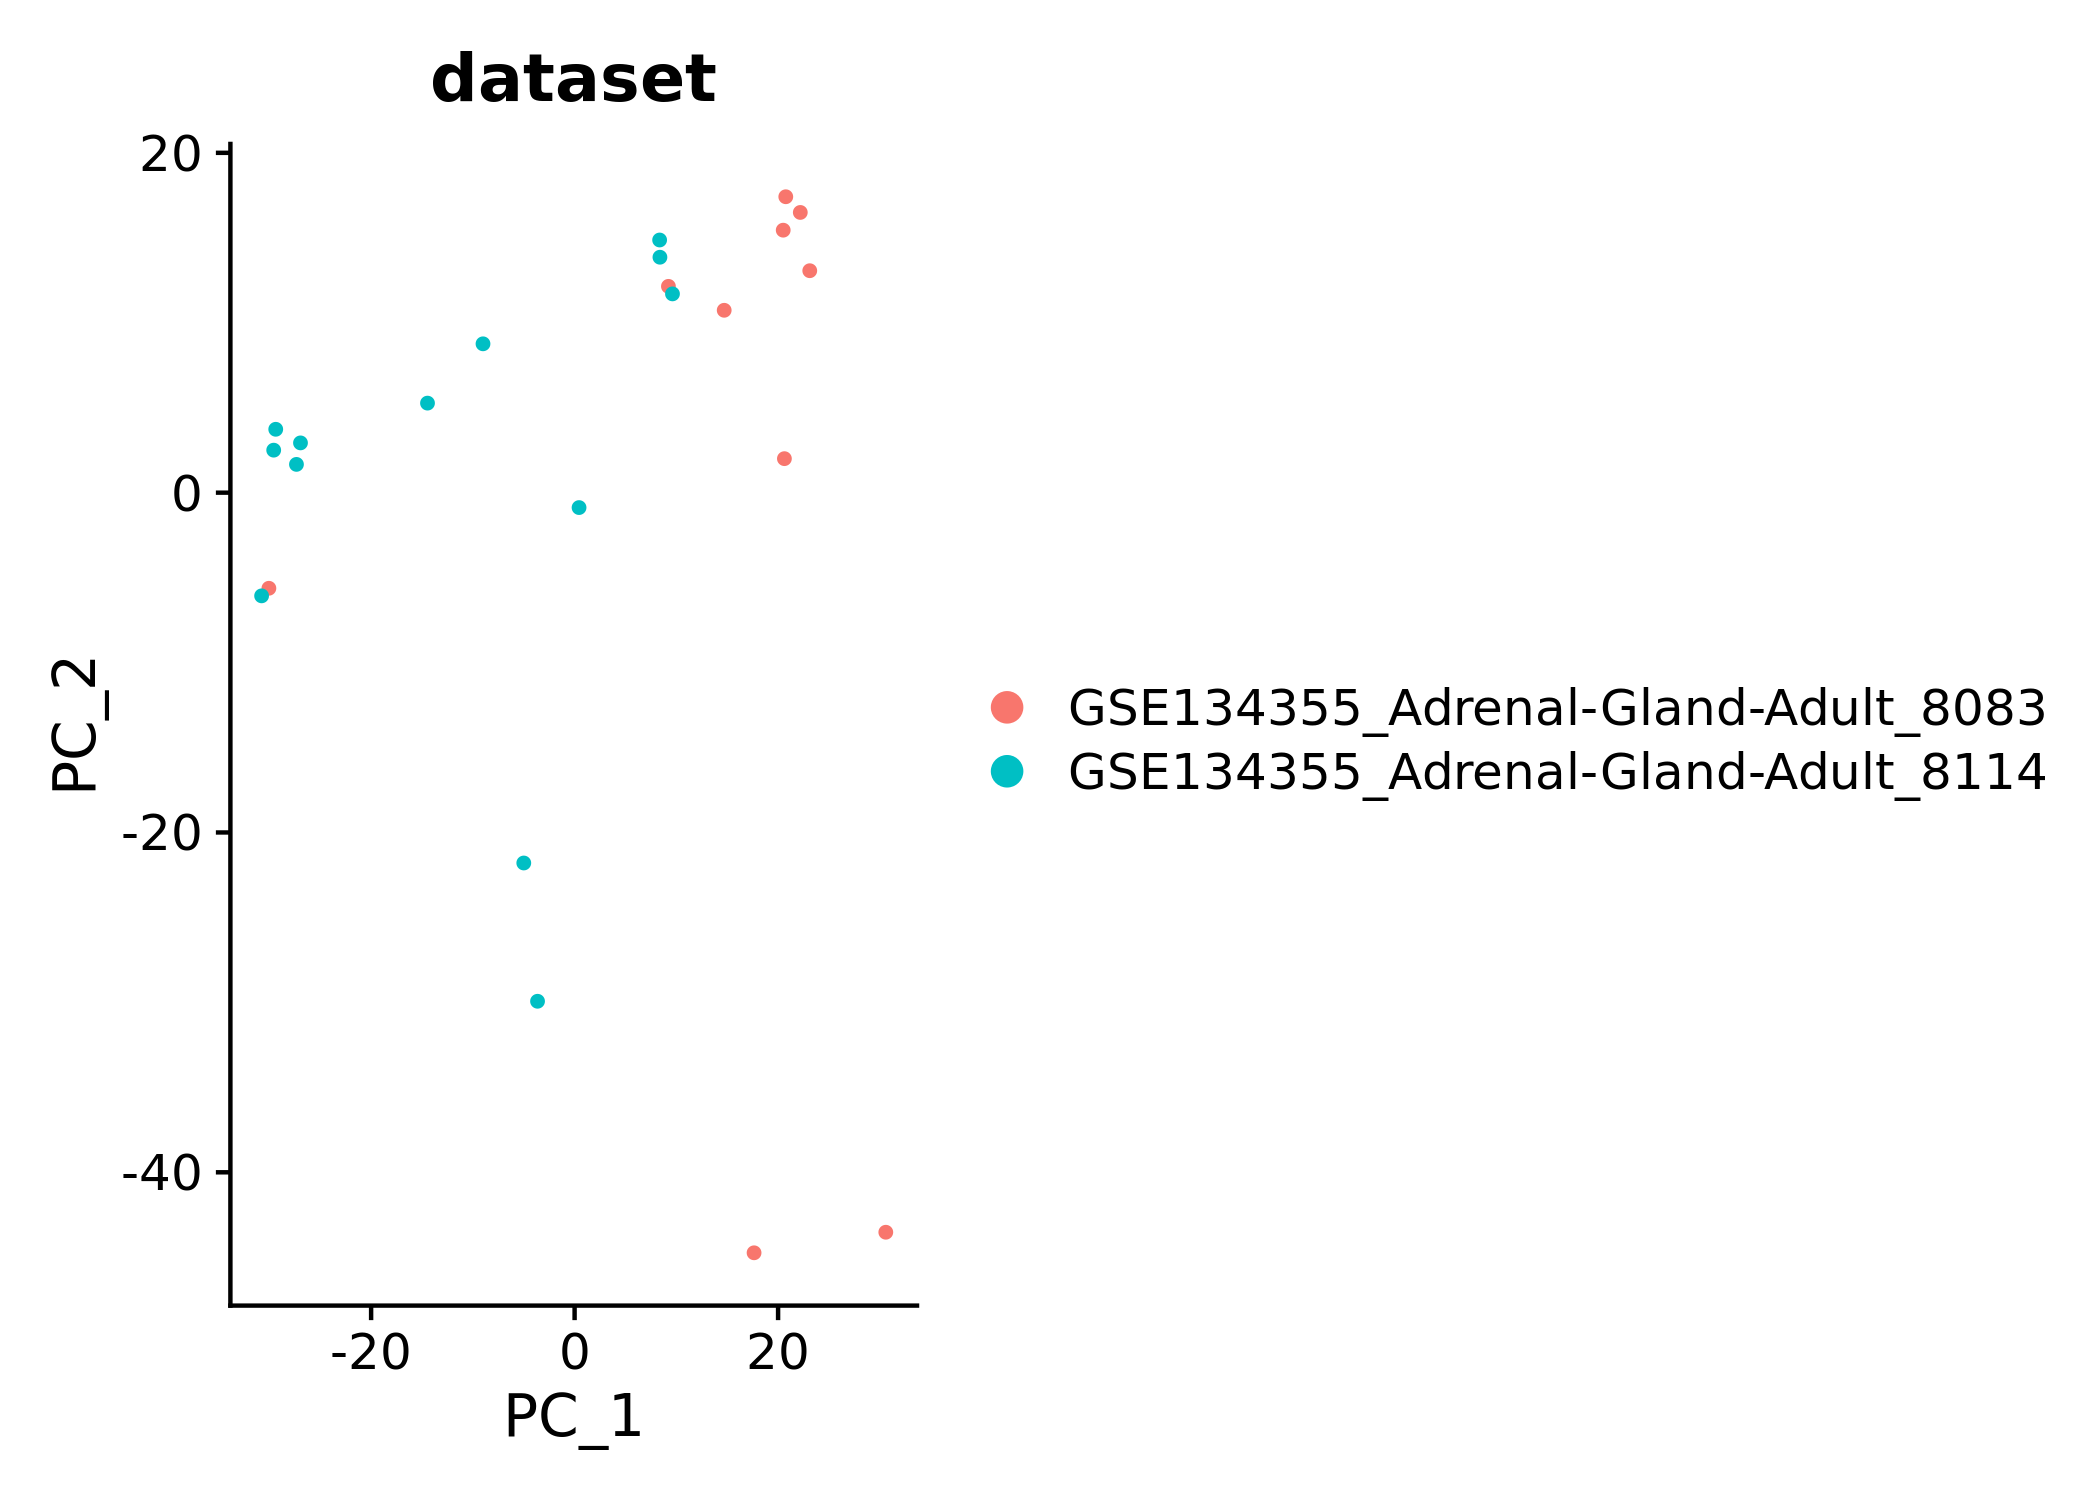 dataset
20
0
-20
-40
PC_2
-20 0 20
PC_1
GSE134355_Adrenal-Gland-Adult_8083
GSE134355_Adrenal-Gland-Adult_8114